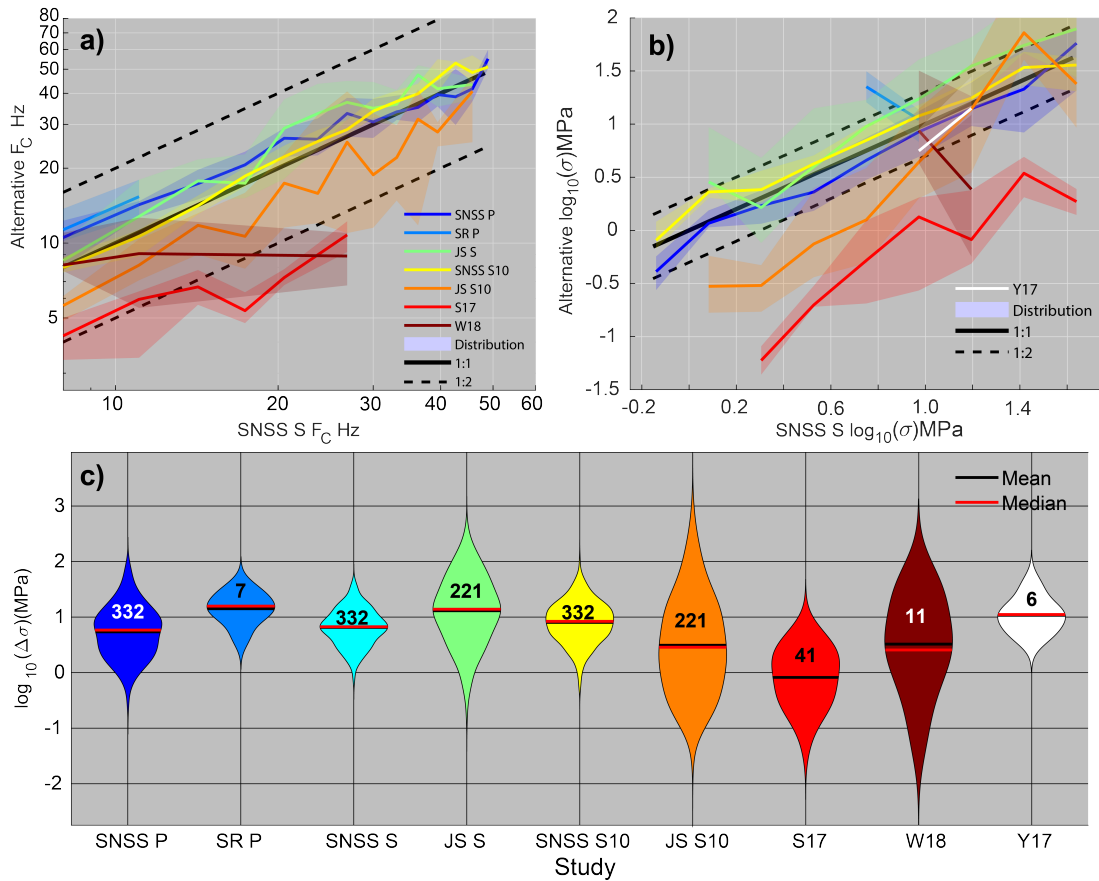 a)
80
70
60
50
40
30
20
10
5
Alternative F_C Hz
10 20 30 40 50 60
SNSS S F_C Hz
SNSS P
SR P
JS S
SNSS S10
JS S10
S17
W18
Distribution
1:1
1:2
b)
2
1.5
1
0.5
0
-0.5
-1
-1.5
Alternative log10(σ)MPa
-0.2 0.2 0.6 1.0 1.4
SNSS S log10(σ)MPa
Y17
Distribution
1:1
1:2
c)
Mean
Median
3
2
1
0
-1
-2
log10(Δσ)(MPa)
332 7 332 221 332 221 41 11 6
SNSS P SR P SNSS S JS S SNSS S10 JS S10 S17 W18 Y17
Study